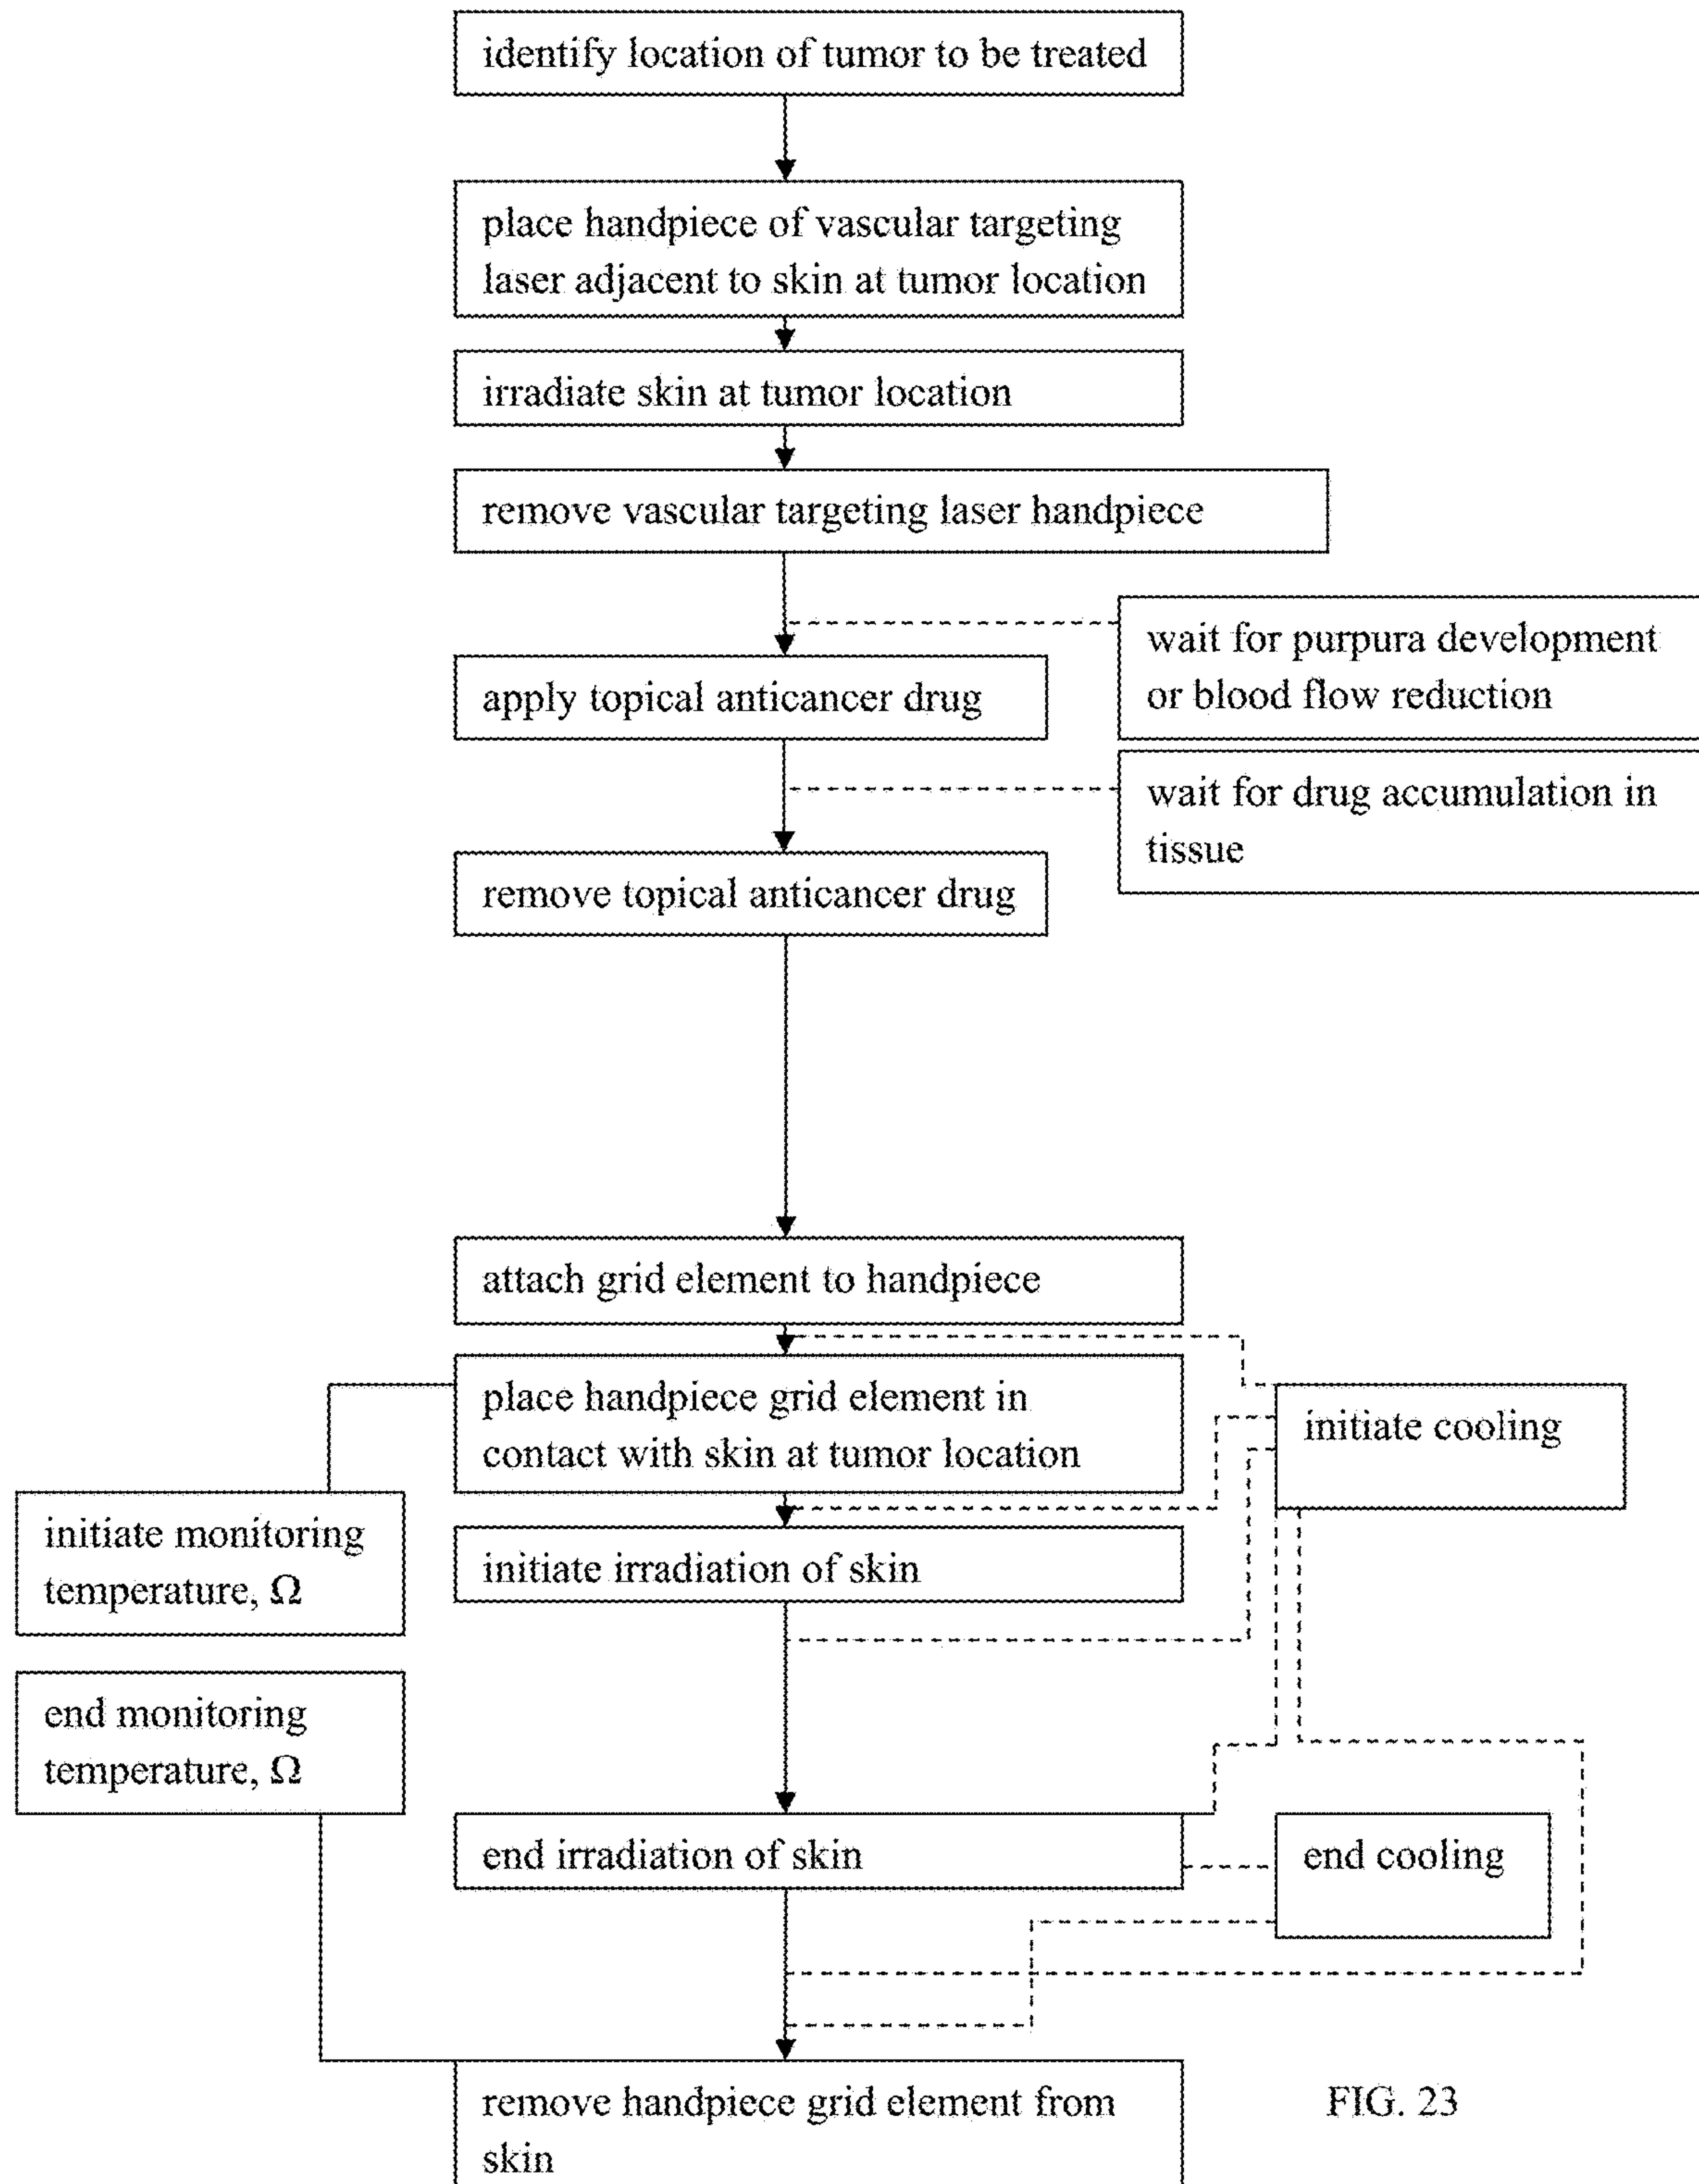 identify location of tumor to be treated
place handpiece of vascular targeting
laser adjacent to skin at tumor location
irradiate skin at tumor location
remove vascular targeting laser handpiece
wait for purpura development
or blood flow reduction
apply topical anticancer drug
wait for drug accumulation in
tissue
remove topical anticancer drug
attach grid element to handpiece
place handpiece grid element in
contact with skin at tumor location
initiate cooling
initiate monitoring
temperature, Ω
initiate irradiation of skin
end monitoring
temperature, Ω
end irradiation of skin
end cooling
remove handpiece grid element from
skin
FIG. 23